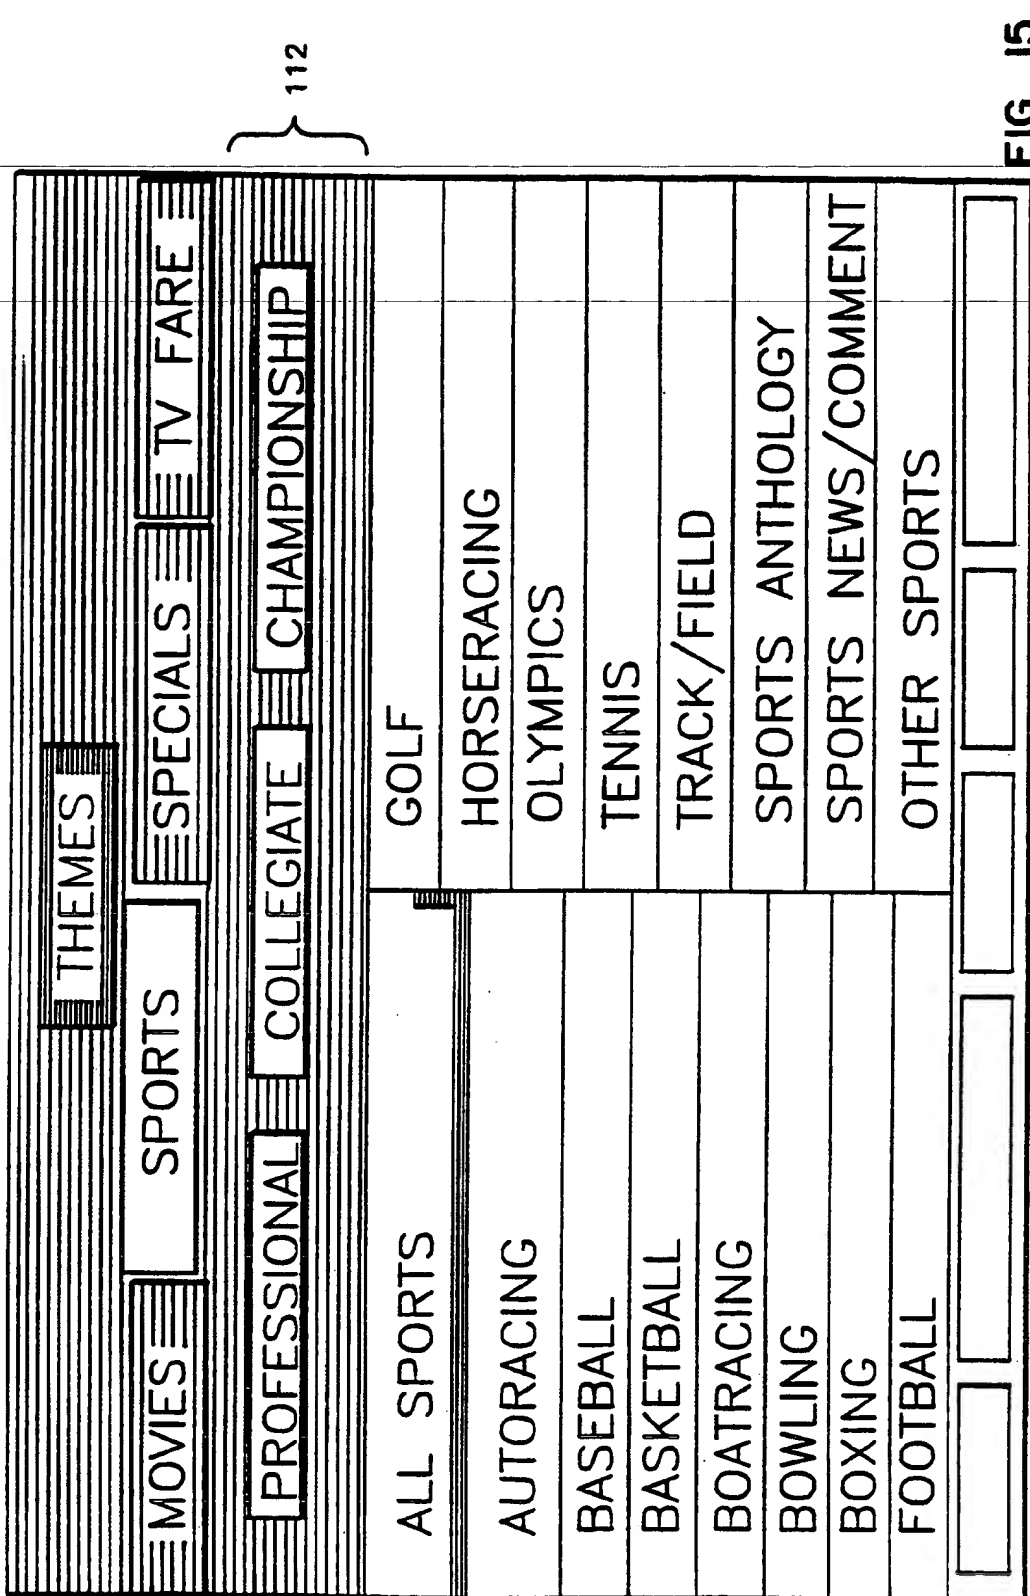 THEMES
MOVIES SPORTS SPECIALS TV FARE
PROFESSIONAL COLLEGIATE CHAMPIONSHIP
112
ALL SPORTS
AUTORACING
BASEBALL
BASKETBALL
BOATRACING
BOWLING
BOXING
FOOTBALL
GOLF
HORSERACING
OLYMPICS
TENNIS
TRACK/FIELD
SPORTS ANTHOLOGY
SPORTS NEWS/COMMENT
OTHER SPORTS
FIG 15